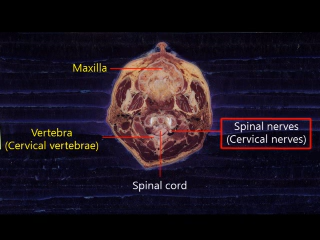 Maxilla
Vertebra
(Cervical vertebrae)
Spinal nerves
(Cervical nerves)
Spinal cord